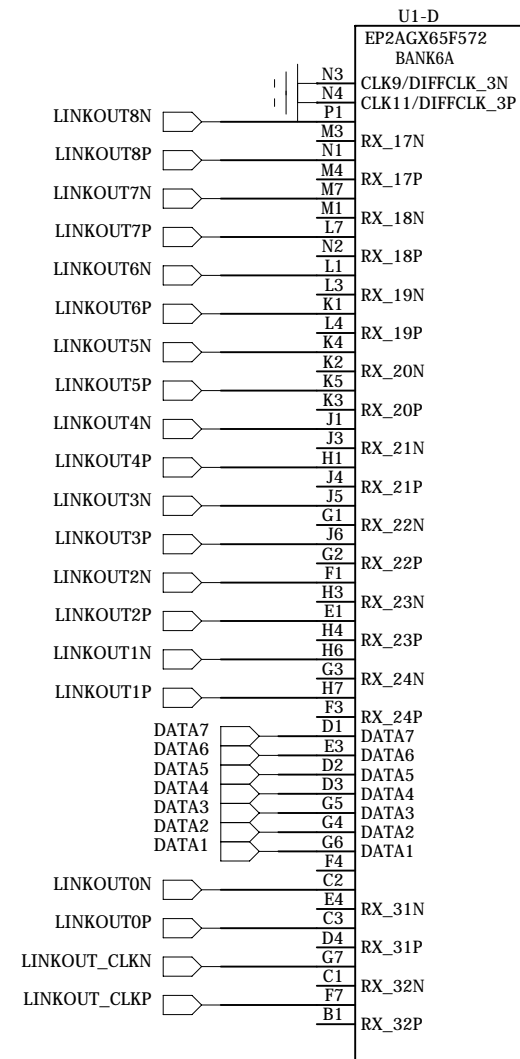 U1-D
EP2AGX65F572
BANK6A
N3 CLK9/DIFFCLK_3N
N4 CLK11/DIFFCLK_3P
LINKOUT8N P1
M3 RX_17N
LINKOUT8P N1
M4 RX_17P
LINKOUT7N M7
M1 RX_18N
LINKOUT7P L7
N2 RX_18P
LINKOUT6N L1
L3 RX_19N
LINKOUT6P K1
L4 RX_19P
LINKOUT5N K4
K2 RX_20N
LINKOUT5P K5
K3 RX_20P
LINKOUT4N J1
J3 RX_21N
LINKOUT4P H1
J4 RX_21P
LINKOUT3N J5
G1 RX_22N
LINKOUT3P J6
G2 RX_22P
LINKOUT2N F1
H3 RX_23N
LINKOUT2P E1
H4 RX_23P
LINKOUT1N H6
G3 RX_24N
LINKOUT1P H7
F3 RX_24P
DATA7 D1 DATA7
DATA6 E3 DATA6
DATA5 D2 DATA5
DATA4 D3 DATA4
DATA3 G5 DATA3
DATA2 G4 DATA2
DATA1 G6 DATA1
F4
LINKOUT0N C2
E4 RX_31N
LINKOUT0P C3
D4 RX_31P
LINKOUT_CLKN G7
C1 RX_32N
LINKOUT_CLKP F7
B1 RX_32P